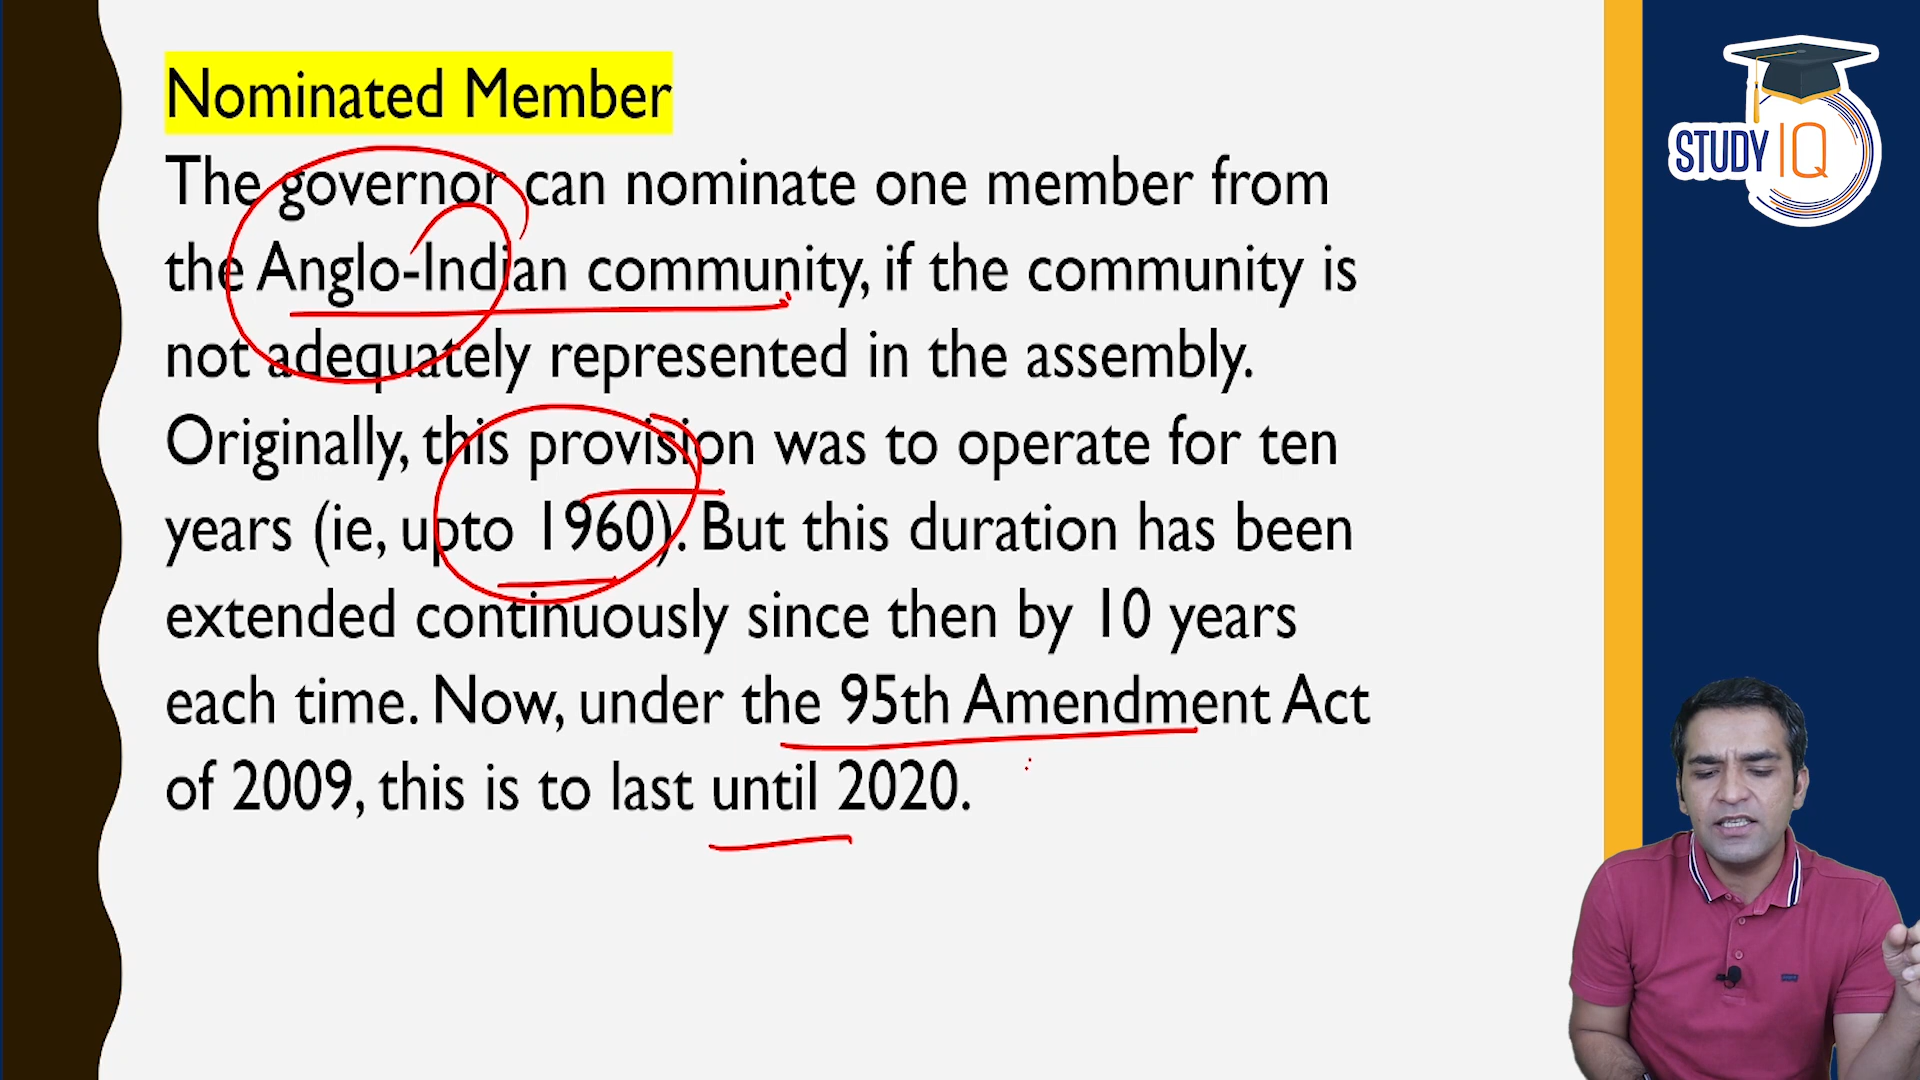 Nominated Member
The governor can nominate one member from
the Anglo-Indian community, if the community is
not adequately represented in the assembly.
Originally, this provision was to operate for ten
years (ie, upto 1960). But this duration has been
extended continuously since then by 10 years
each time. Now, under the 95th Amendment Act
of 2009, this is to last until 2020.
STUDY IQ